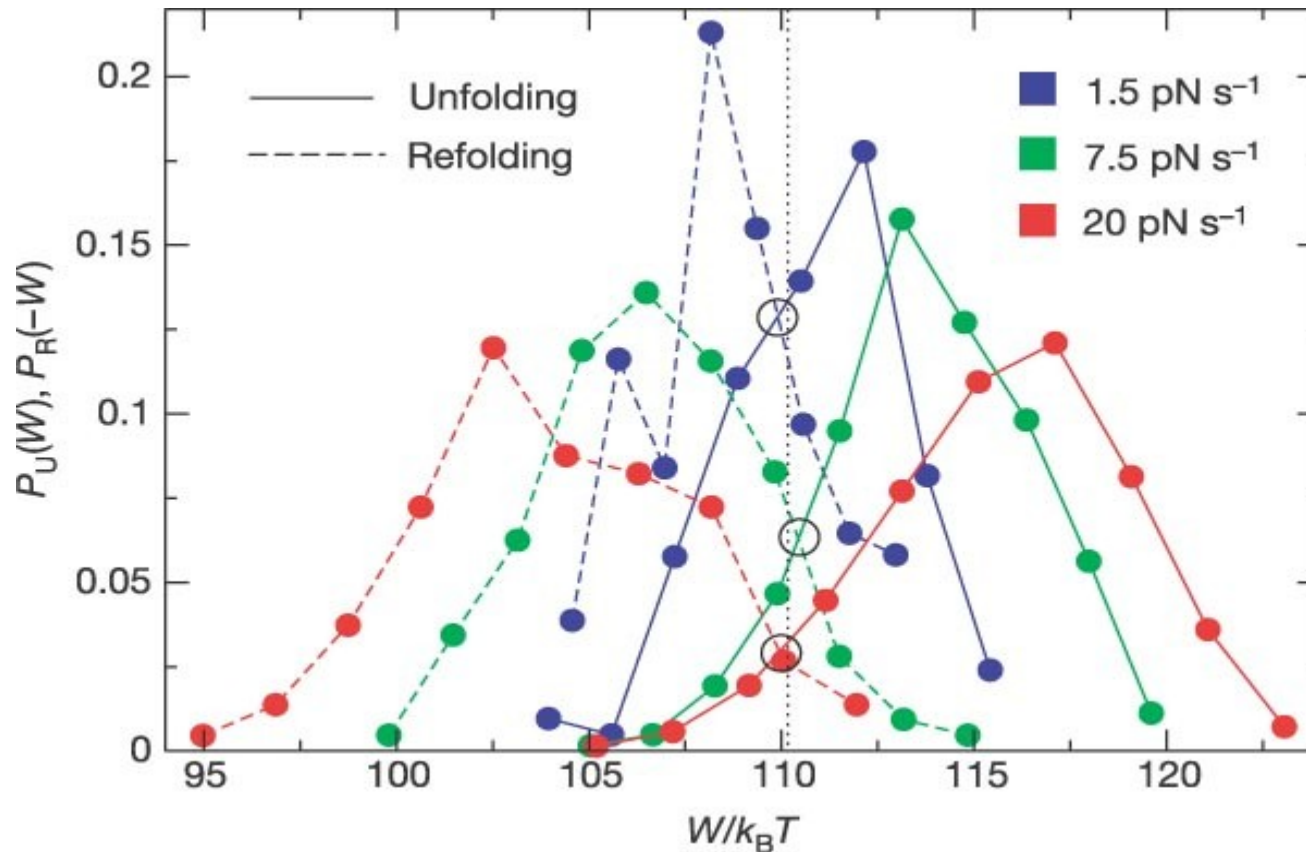 0.2
0.15
0.1
0.05
0
P_U(W), P_R(−W)
Unfolding
Refolding
1.5 pN s⁻¹
7.5 pN s⁻¹
20 pN s⁻¹
95 100 105 110 115 120
W/k_BT